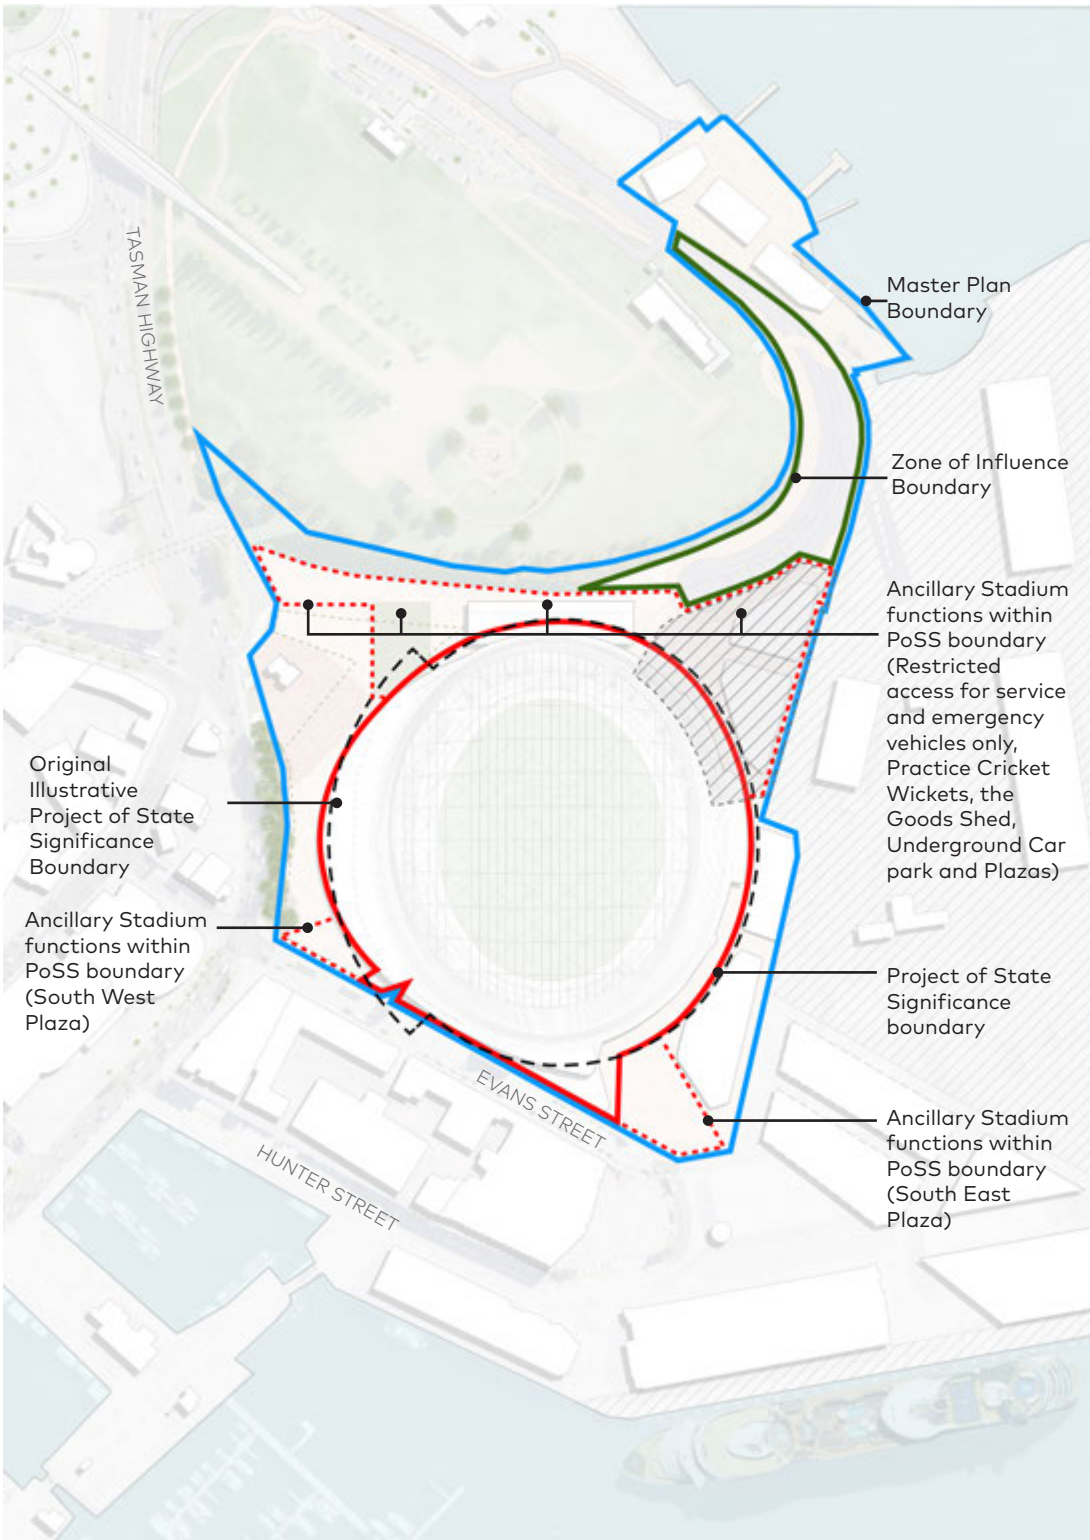 TASMAN HIGHWAY
Master Plan
Boundary
Zone of Influence
Boundary
Ancillary Stadium
functions within
PoSS boundary
(Restricted
access for service
and emergency
vehicles only,
Practice Cricket
Wickets, the
Goods Shed,
Underground Car
park and Plazas)
Original
Illustrative
Project of State
Significance
Boundary
Ancillary Stadium
functions within
PoSS boundary
(South West
Plaza)
Project of State
Significance
boundary
EVANS STREET
HUNTER STREET
Ancillary Stadium
functions within
PoSS boundary
(South East
Plaza)